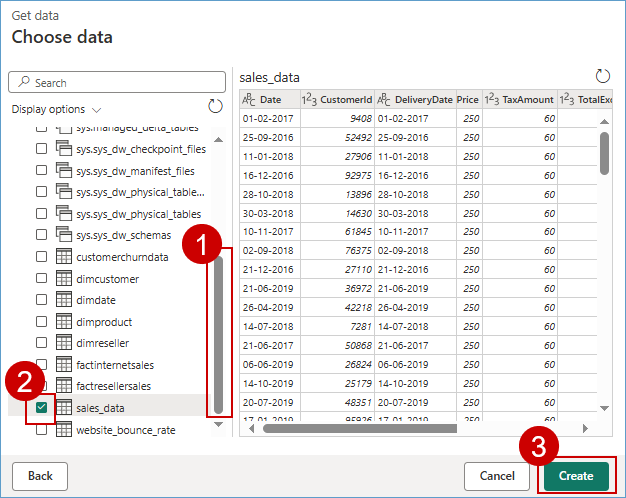 Get data
Choose data
Search
Display options
sys.managed_delta_tables
sys.sys_dw_checkpoint_files
sys.sys_dw_manifest_files
sys.sys_dw_physical_table...
sys.sys_dw_physical_tables
sys.sys_dw_schemas
customerchurndata
dimcustomer
dimdate
dimproduct
dimreseller
factinternetsales
factresellersales
sales_data
website_bounce_rate
1
2
sales_data
ABC Date 123 CustomerId ABC DeliveryDate Price 123 TaxAmount 123 TotalExc
01-02-2017 9408 01-02-2017 250 60
25-09-2016 52492 25-09-2016 250 60
11-01-2018 27906 11-01-2018 250 60
16-12-2016 92975 16-12-2016 250 60
28-10-2018 13896 28-10-2018 250 60
30-03-2018 14630 30-03-2018 250 60
10-11-2017 61845 10-11-2017 250 60
02-09-2018 76375 02-09-2018 250 60
21-12-2016 27110 21-12-2016 250 60
21-06-2019 36972 21-06-2019 250 60
26-04-2019 42218 26-04-2019 250 60
14-07-2018 7281 14-07-2018 250 60
21-06-2017 50868 21-06-2017 250 60
06-06-2019 26824 06-06-2019 250 60
14-10-2019 25179 14-10-2019 250 60
20-07-2019 48351 20-07-2019 250 60
17-01-2019 95926 17-01-2019 250 60
3
Back
Cancel
Create